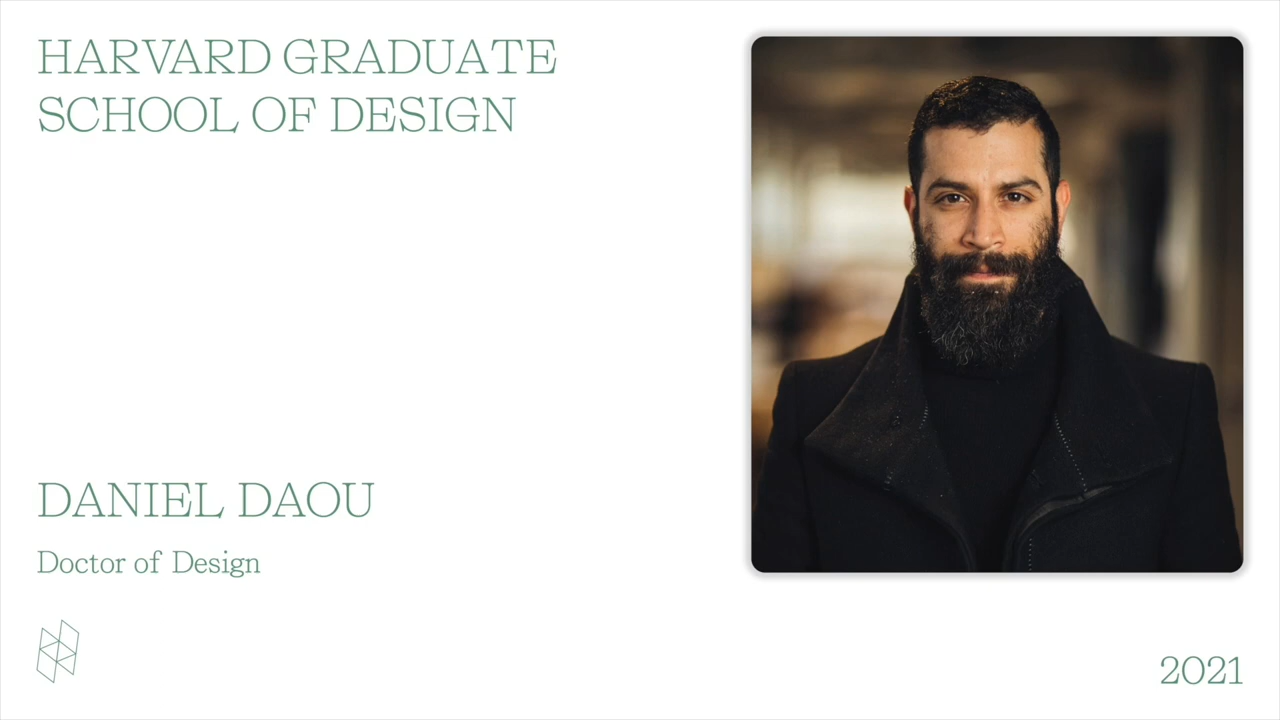 HARVARD GRADUATE
SCHOOL OF DESIGN
DANIEL DAOU
Doctor of Design
2021